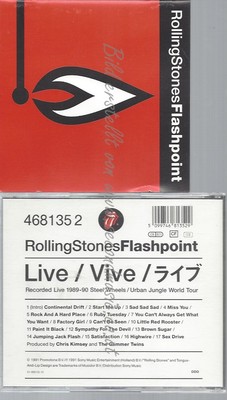 RollingStonesFlashpoint
468135 2
RollingStonesFlashpoint
Live / Vive / ライブ
Recorded Live 1989-90 Steel Wheels / Urban Jungle World Tour
1 (Intro) Continental Drift / 2 Start Me Up / 3 Sad Sad Sad / 4 Miss You /
5 Rock And A Hard Place / 6 Ruby Tuesday / 7 You Can't Always Get What
You Want / 8 Factory Girl / 9 Can't Be Seen / 10 Little Red Rooster /
11 Paint It Black / 12 Sympathy For The Devil / 13 Brown Sugar /
14 Jumping Jack Flash / 15 Satisfaction / 16 Highwire / 17 Sex Drive
Produced by Chris Kimsey and The Glimmer Twins